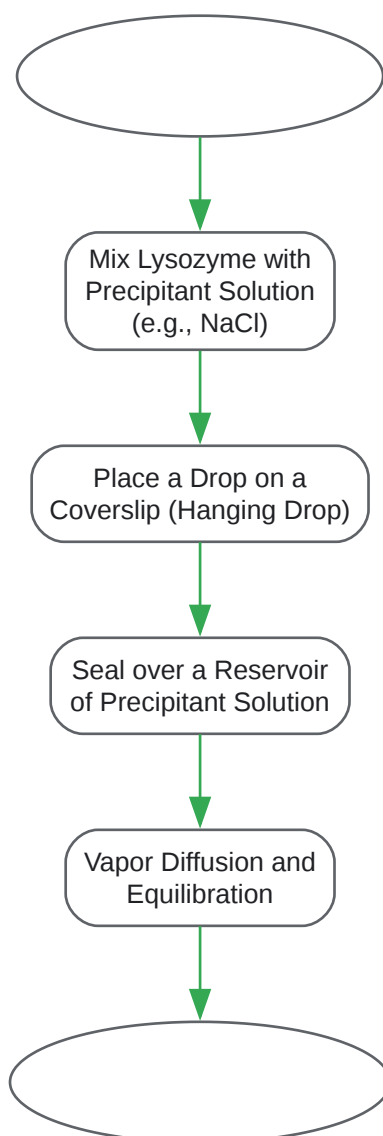 Mix Lysozyme with
Precipitant Solution
(e.g., NaCl)
Place a Drop on a
Coverslip (Hanging Drop)
Seal over a Reservoir
of Precipitant Solution
Vapor Diffusion and
Equilibration